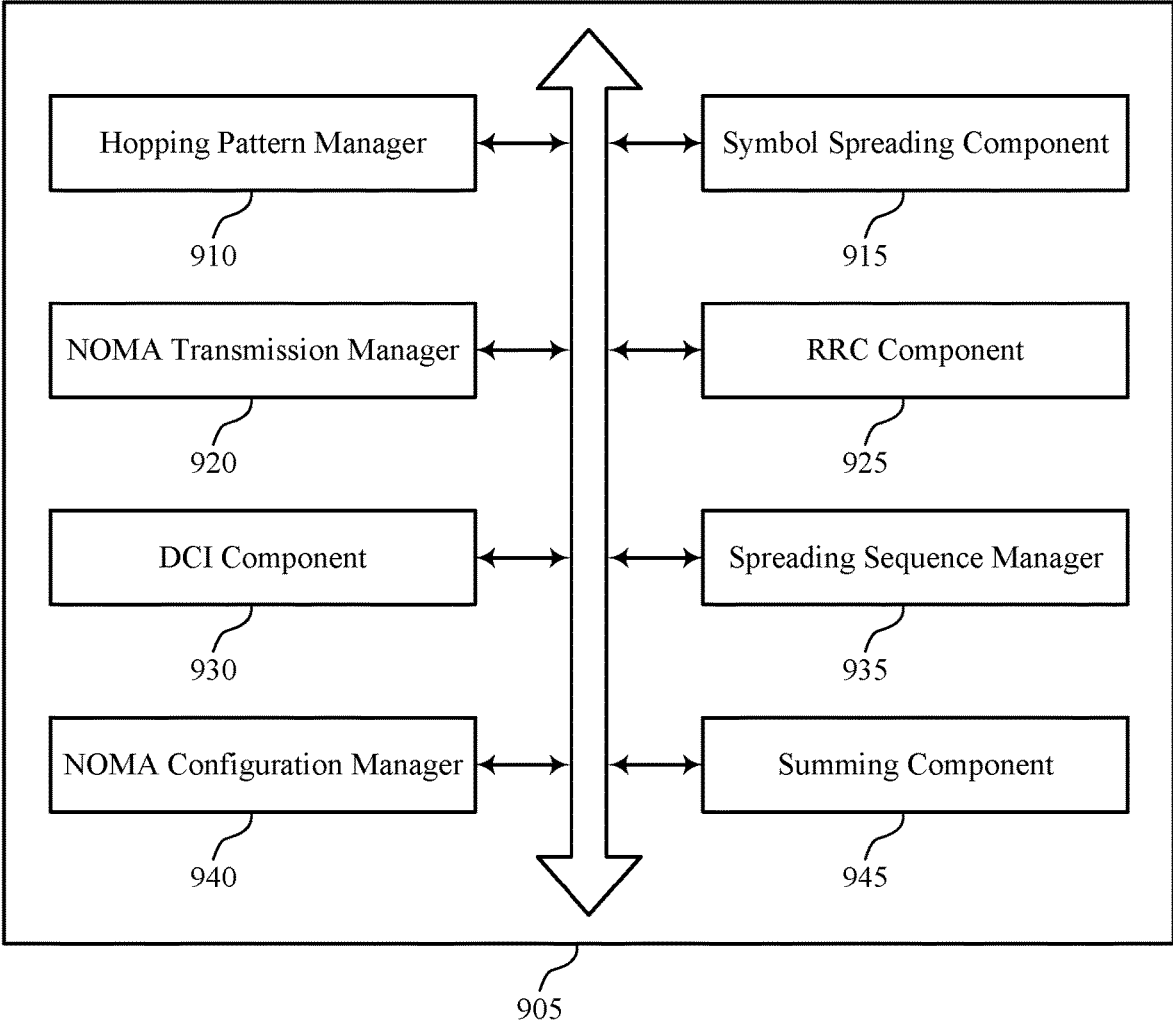 Hopping Pattern Manager
Symbol Spreading Component
910
915
NOMA Transmission Manager
RRC Component
920
925
DCI Component
Spreading Sequence Manager
930
935
NOMA Configuration Manager
Summing Component
940
945
905